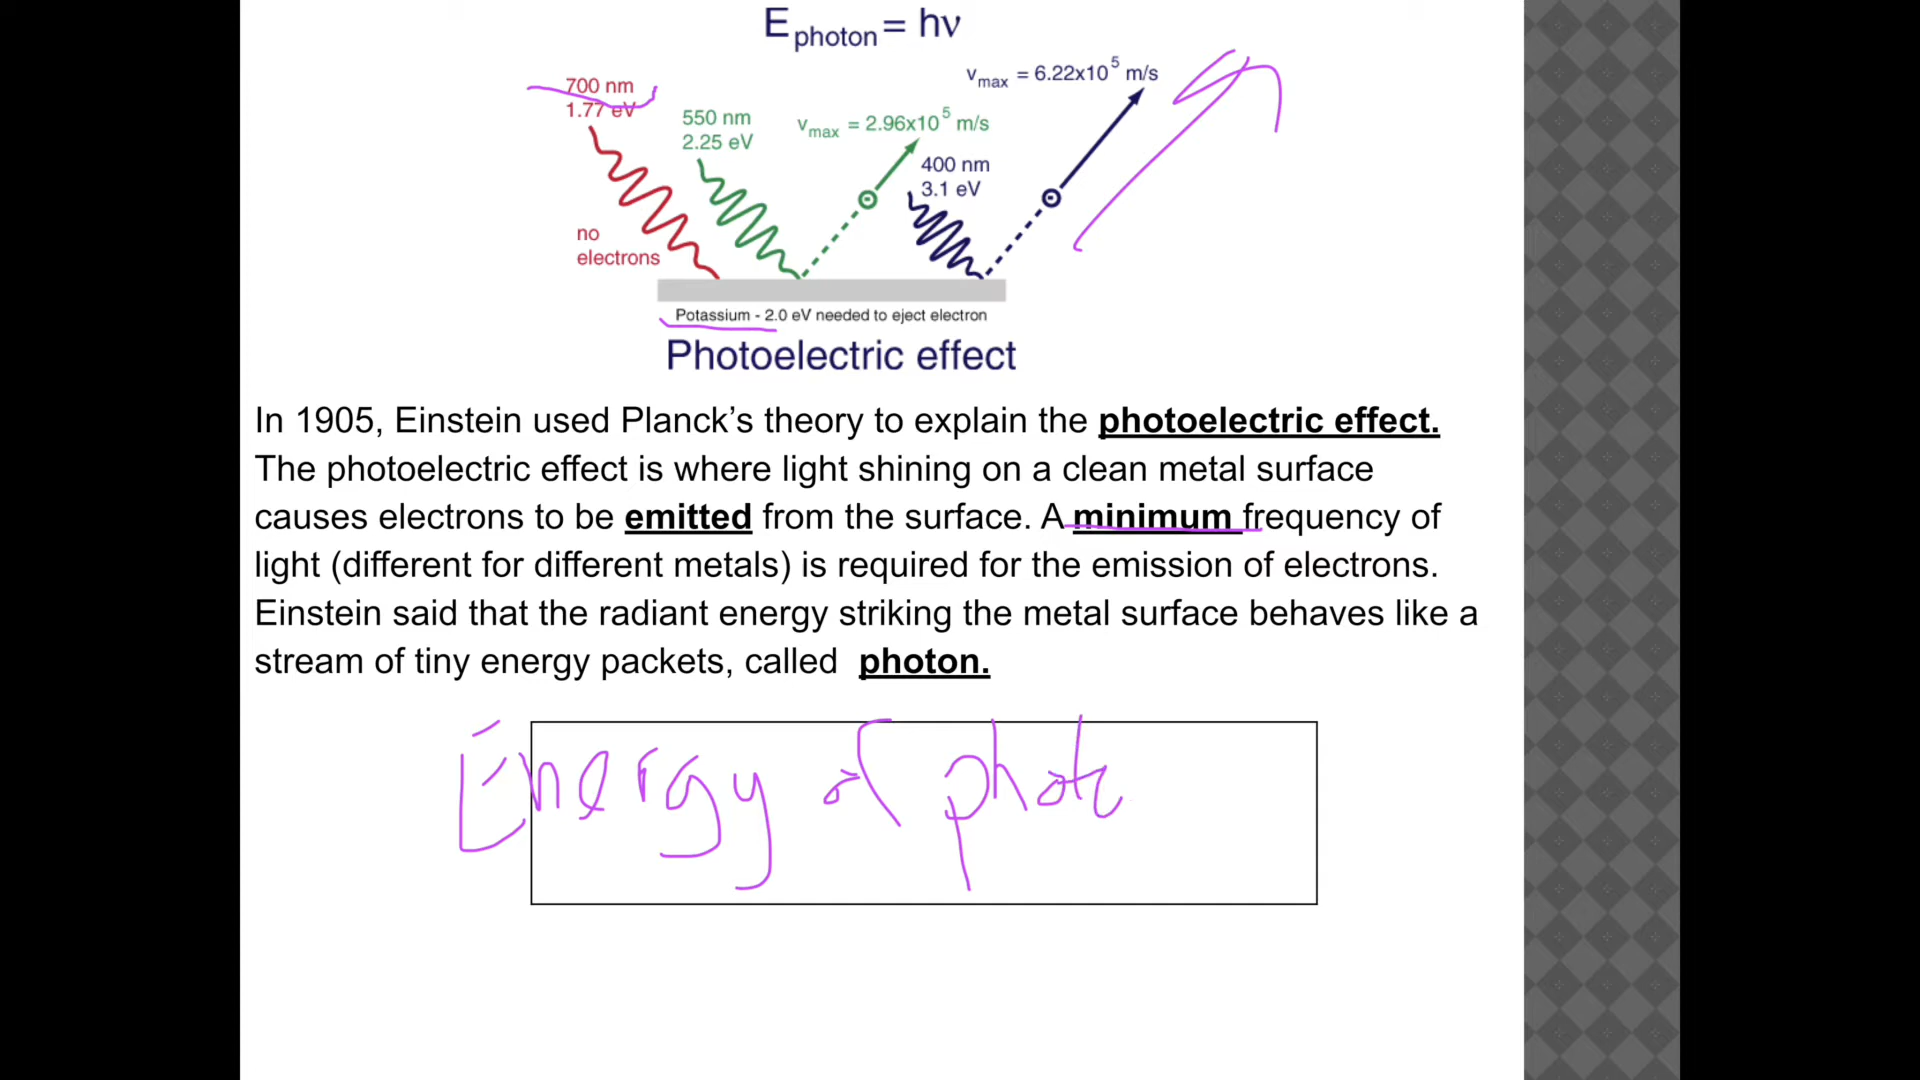 E photon = hν
700 nm
1.77 eV
no
electrons
550 nm
2.25 eV
v max = 2.96x10 5 m/s
400 nm
3.1 eV
v max = 6.22x10 5 m/s
Potassium - 2.0 eV needed to eject electron
Photoelectric effect
In 1905, Einstein used Planck’s theory to explain the photoelectric effect.
The photoelectric effect is where light shining on a clean metal surface
causes electrons to be emitted from the surface. A minimum frequency of
light (different for different metals) is required for the emission of electrons.
Einstein said that the radiant energy striking the metal surface behaves like a
stream of tiny energy packets, called photon.
Energy of phot